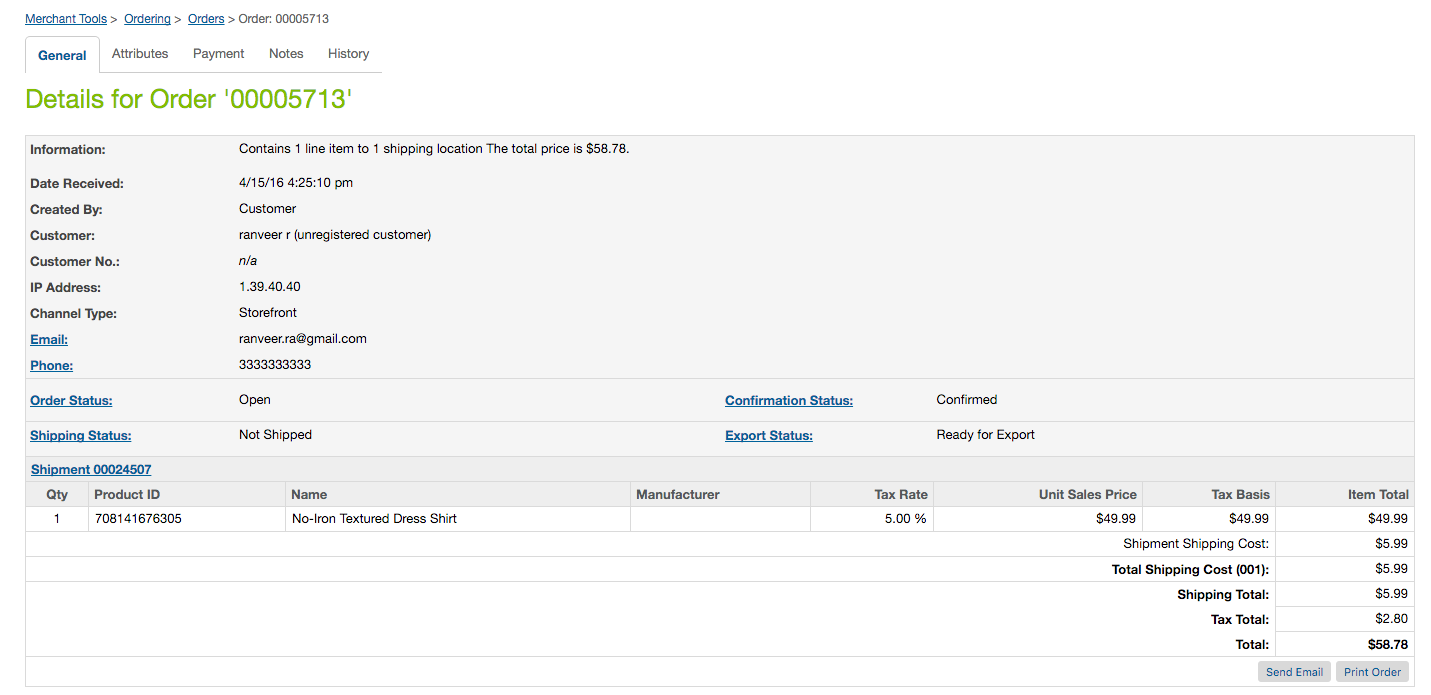 Merchant Tools > Ordering > Orders > Order: 00005713
General Attributes Payment Notes History
Details for Order '00005713'
Information: Contains 1 line item to 1 shipping location The total price is $58.78.
Date Received: 4/15/16 4:25:10 pm
Created By: Customer
Customer: ranveer r (unregistered customer)
Customer No.: n/a
IP Address: 1.39.40.40
Channel Type: Storefront
Email: ranveer.ra@gmail.com
Phone: 3333333333
Order Status: Open Confirmation Status: Confirmed
Shipping Status: Not Shipped Export Status: Ready for Export
Shipment 00024507
Qty Product ID Name Manufacturer Tax Rate Unit Sales Price Tax Basis Item Total
1 708141676305 No-Iron Textured Dress Shirt 5.00 % $49.99 $49.99 $49.99
Shipment Shipping Cost: $5.99
Total Shipping Cost (001): $5.99
Shipping Total: $5.99
Tax Total: $2.80
Total: $58.78
Send Email Print Order